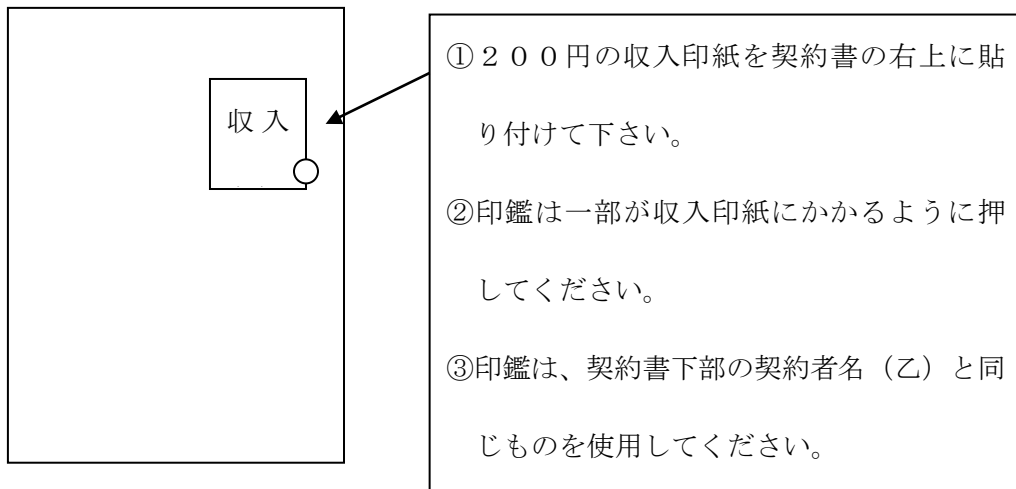 収入
①２００円の収入印紙を契約書の右上に貼
り付けて下さい。
②印鑑は一部が収入印紙にかかるように押
してください。
③印鑑は、契約書下部の契約者名（乙）と同
じものを使用してください。